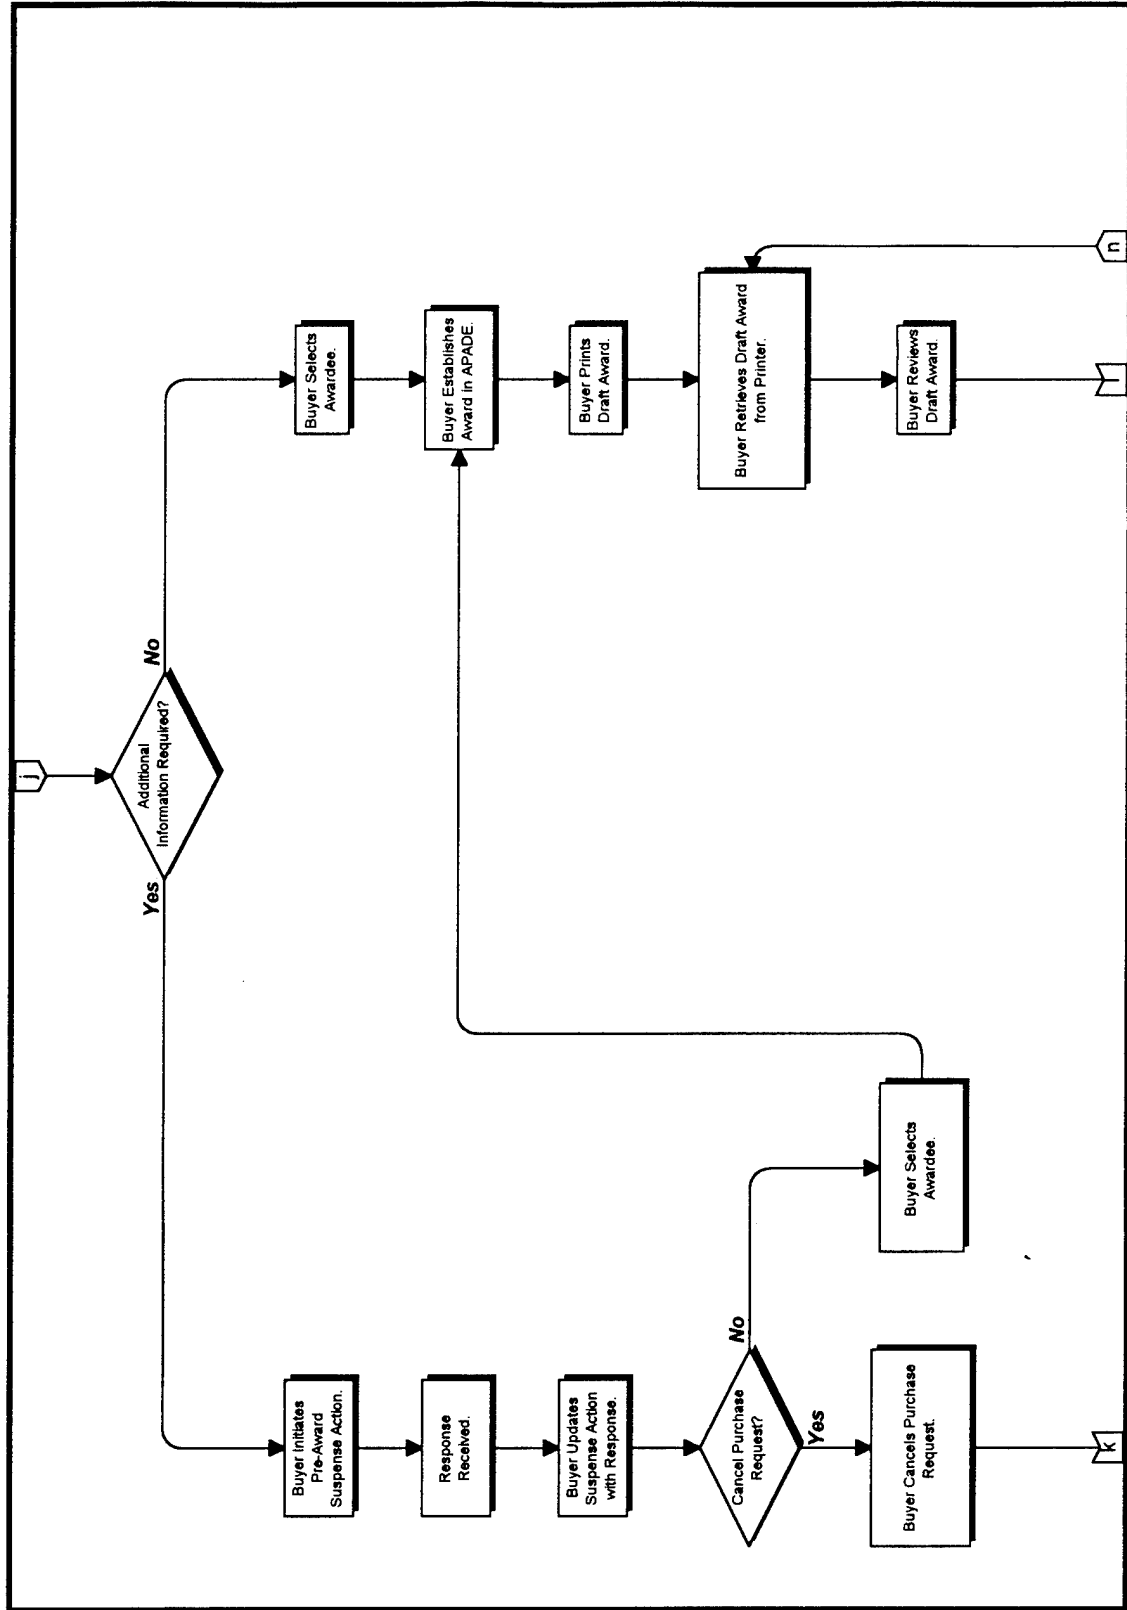 j
Additional
Information Required?
Yes
No
Buyer Initiates
Pre-Award
Suspense Action.
Response
Received.
Buyer Updates
Suspense Action
with Response.
Cancel Purchase
Request?
No
Yes
Buyer Cancels Purchase
Request.
k
Buyer Selects
Awardee.
Buyer Selects
Awardee.
Buyer Establishes
Award in APADE.
Buyer Prints
Draft Award.
Buyer Retrieves Draft Award
from Printer.
Buyer Reviews
Draft Award.
l
n